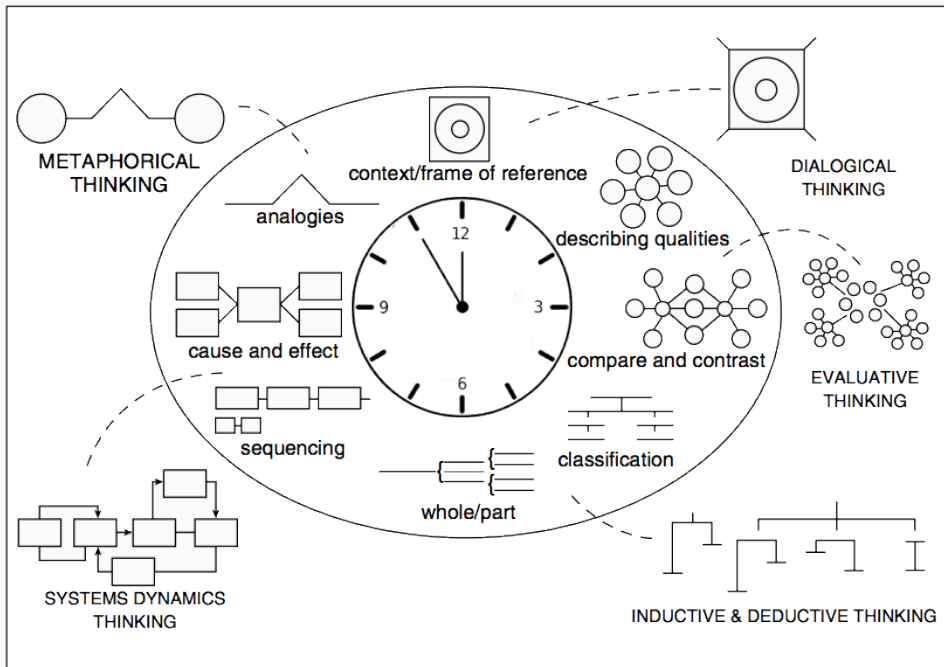 METAPHORICAL
THINKING
context/frame of reference
DIALOGICAL
THINKING
analogies
describing qualities
12
9
3
6
cause and effect
compare and contrast
EVALUATIVE
THINKING
sequencing
classification
whole/part
SYSTEMS DYNAMICS
THINKING
INDUCTIVE & DEDUCTIVE THINKING